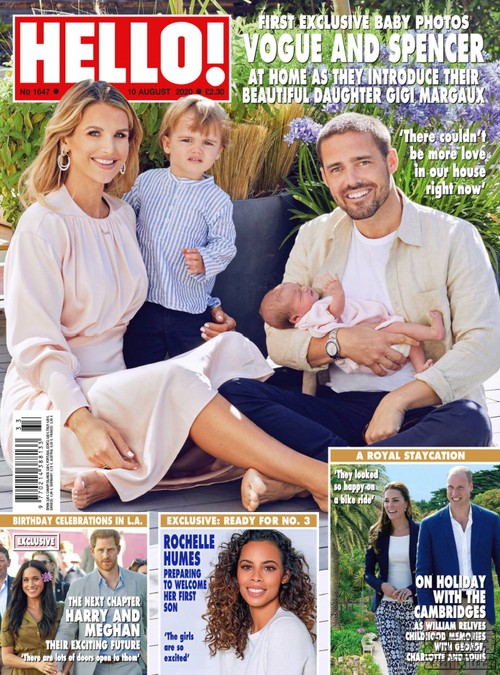 HELLO!
No 1647 • 10 AUGUST 2020 • £2.30
FIRST EXCLUSIVE BABY PHOTOS
VOGUE AND SPENCER
AT HOME AS THEY INTRODUCE THEIR
BEAUTIFUL DAUGHTER GIGI MARGAUX
'There couldn't
be more love
in our house
right now'
33
9 770214 388133
BIRTHDAY CELEBRATIONS IN L.A.
EXCLUSIVE
THE NEXT CHAPTER
HARRY AND
MEGHAN
THEIR EXCITING FUTURE
'There are lots of doors open to them'
EXCLUSIVE: READY FOR NO. 3
ROCHELLE
HUMES
PREPARING
TO WELCOME
HER FIRST
SON
'The girls
are so
excited'
A ROYAL STAYCATION
'They looked
so happy on
a bike ride'
ON HOLIDAY
WITH THE
CAMBRIDGES
AS WILLIAM RELIVES
CHILDHOOD MEMORIES
WITH GEORGE,
CHARLOTTE AND LOUIS